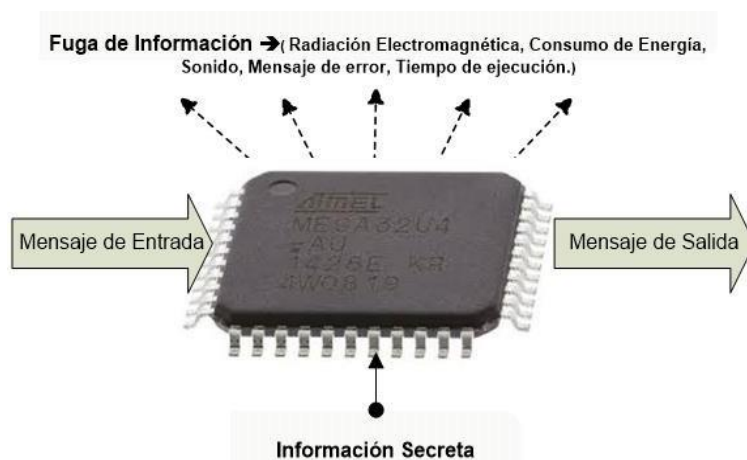 Fuga de Información ➔( Radiación Electromagnética, Consumo de Energía,
Sonido, Mensaje de error, Tiempo de ejecución.)
Mensaje de Entrada
ATMEL
MEGA32U4
-AU
1426E KR
4W0819
Mensaje de Salida
Información Secreta